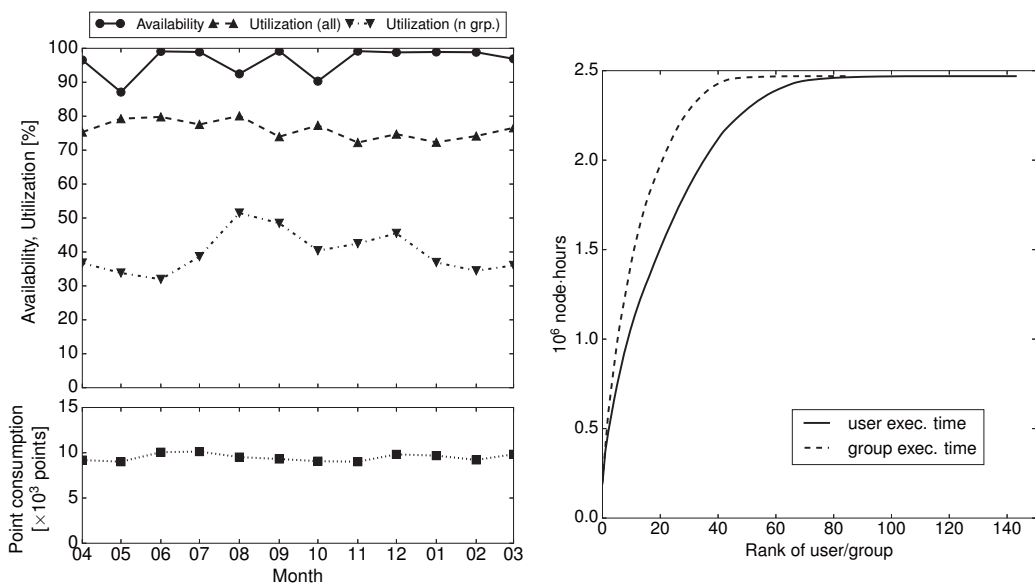 Availability Utilization (all) Utilization (n grp.)
Availability, Utilization [%]
100
90
80
70
60
50
40
30
20
10
0
Point consumption
[×10³ points]
15
10
5
0
04 05 06 07 08 09 10 11 12 01 02 03
Month
10⁶ node·hours
2.5
2.0
1.5
1.0
0.5
0.0
user exec. time
group exec. time
0 20 40 60 80 100 120 140
Rank of user/group